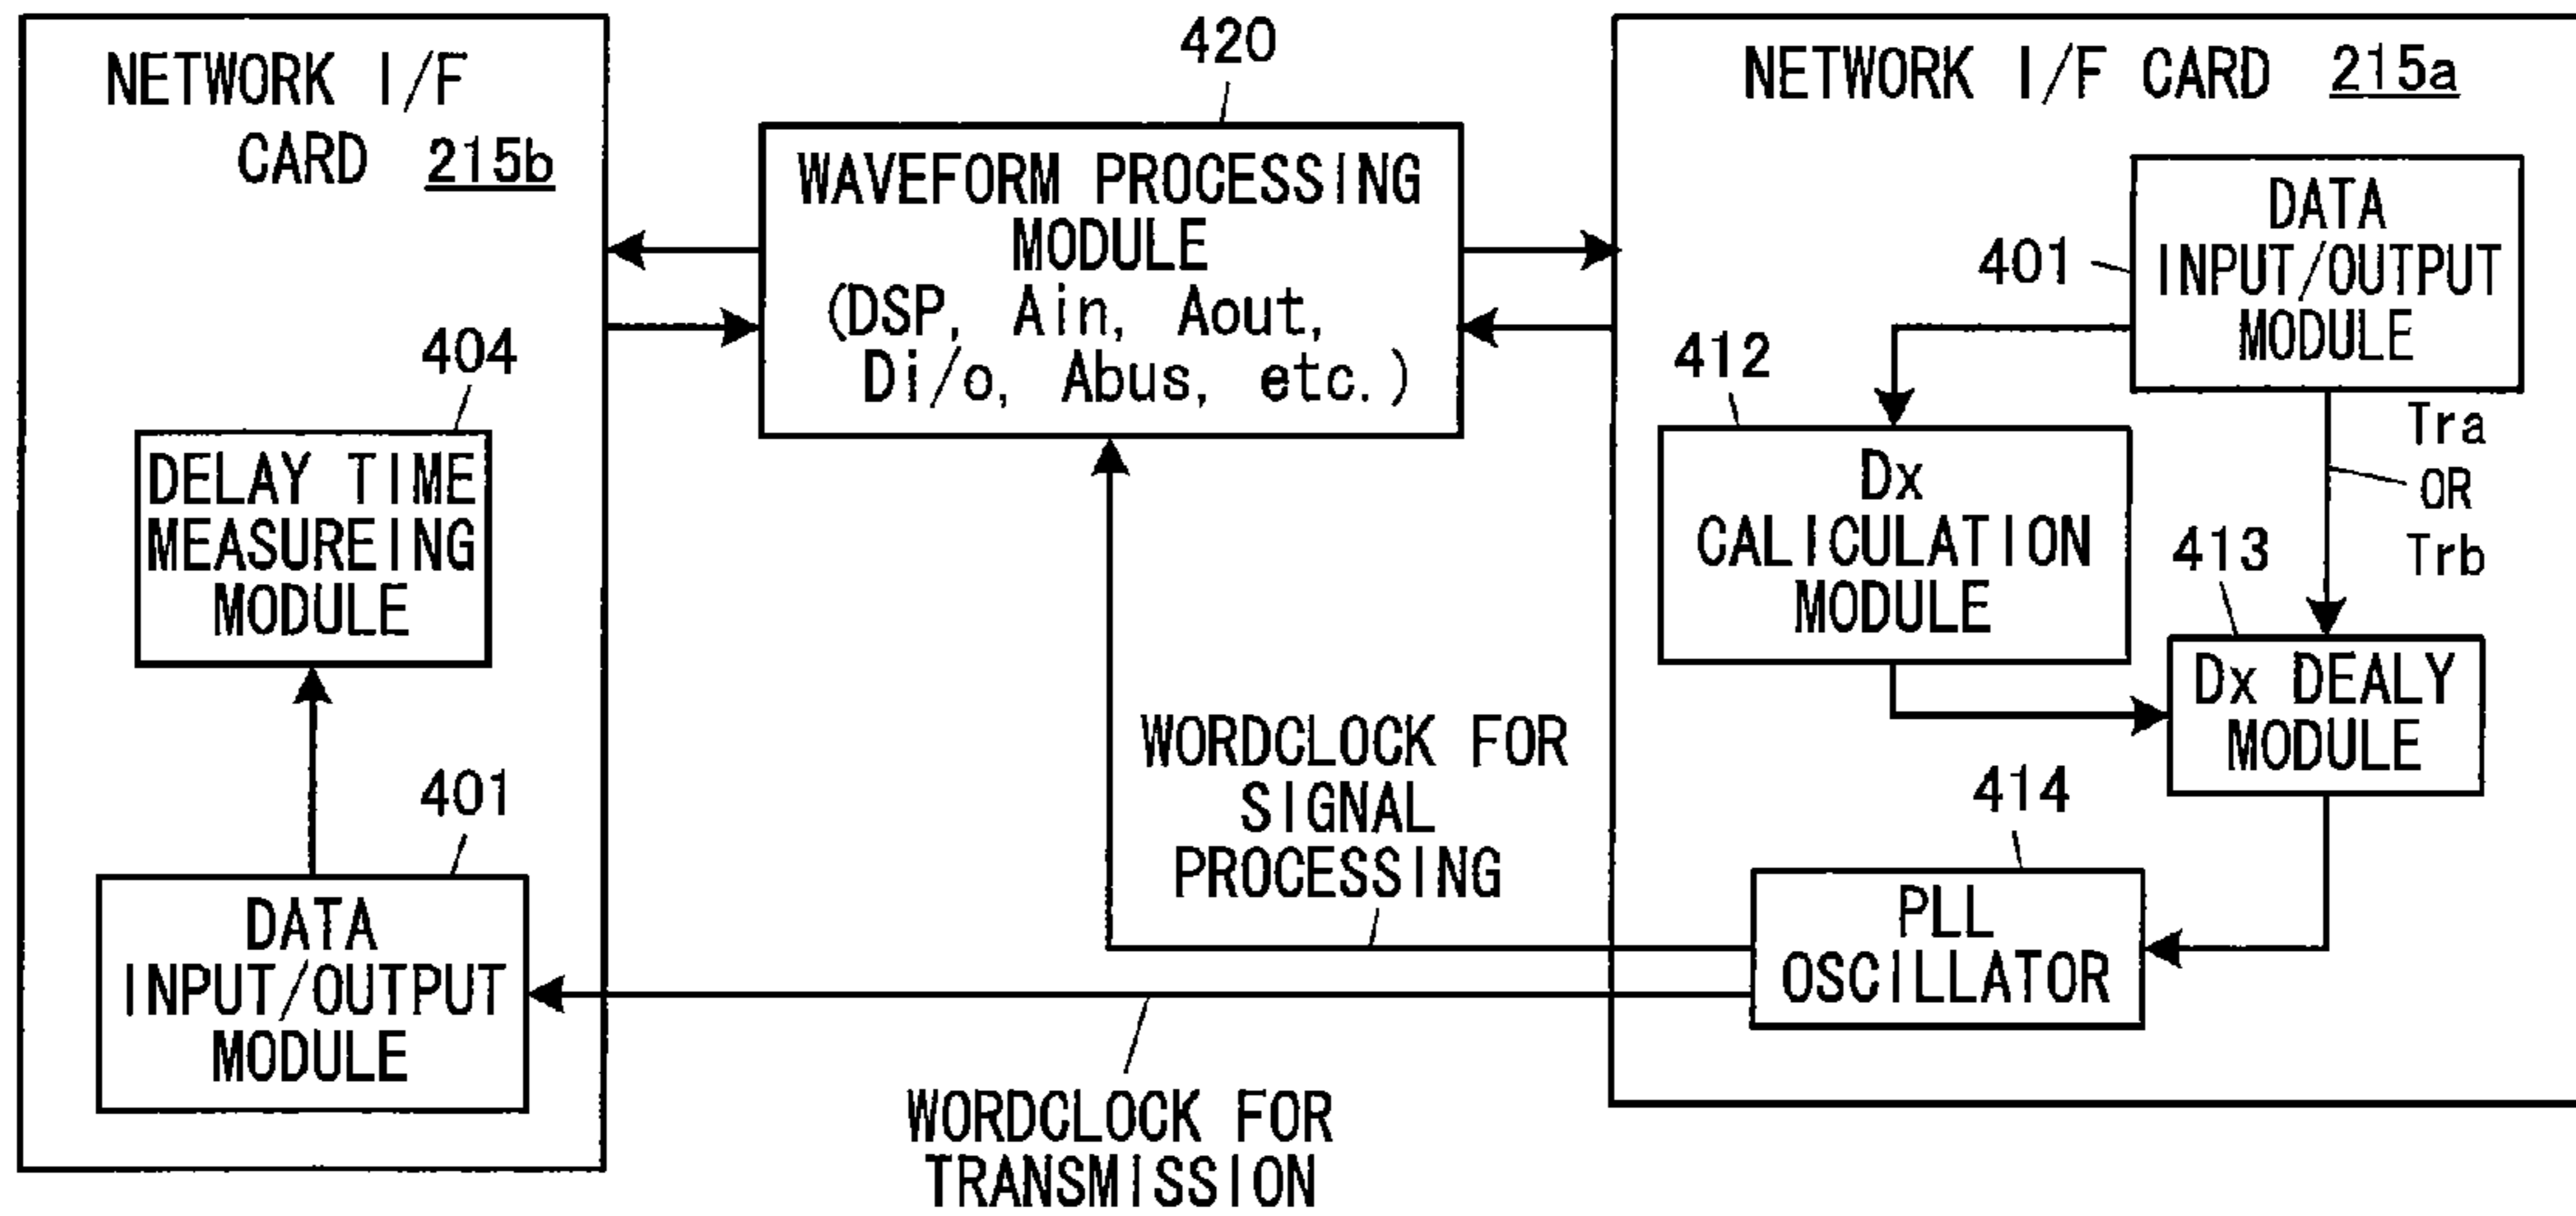 NETWORK I/F
CARD 215b
404
DELAY TIME
MEASUREING
MODULE
401
DATA
INPUT/OUTPUT
MODULE
420
WAVEFORM PROCESSING
MODULE
(DSP, Ain, Aout,
Di/o, Abus, etc.)
WORDCLOCK FOR
SIGNAL
PROCESSING
WORDCLOCK FOR
TRANSMISSION
NETWORK I/F CARD 215a
401
DATA
INPUT/OUTPUT
MODULE
412
Dx
CALICULATION
MODULE
Tra
OR
Trb
413
Dx DEALY
MODULE
414
PLL
OSCILLATOR